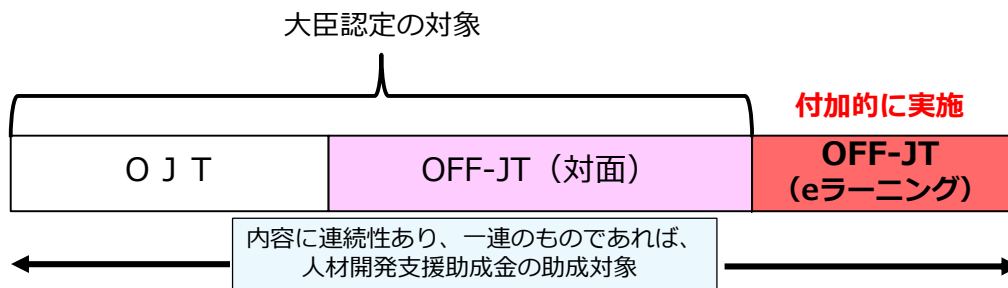 大臣認定の対象
付加的に実施
ＯＪＴ
OFF-JT（対面）
OFF-JT
（eラーニング）
内容に連続性あり、一連のものであれば、
人材開発支援助成金の助成対象